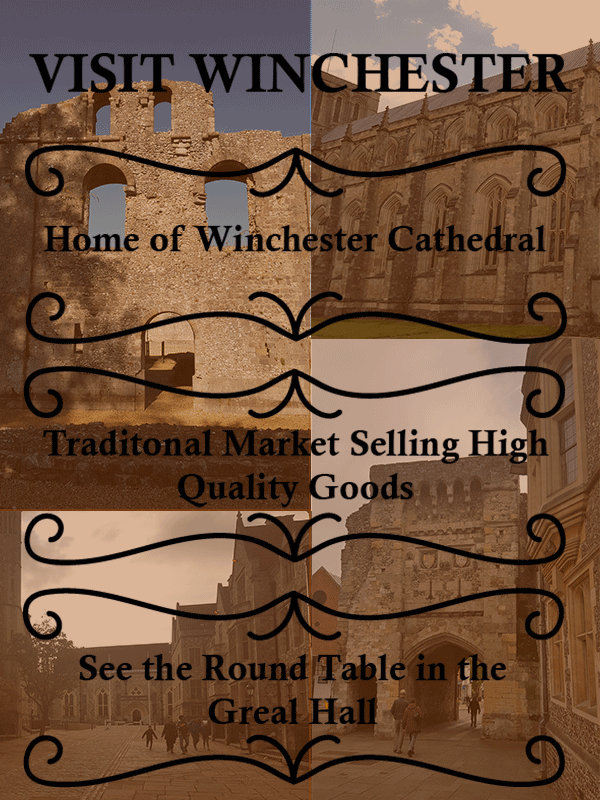 VISIT WINCHESTER
Home of Winchester Cathedral
Traditonal Market Selling High
Quality Goods
See the Round Table in the
Greal Hall